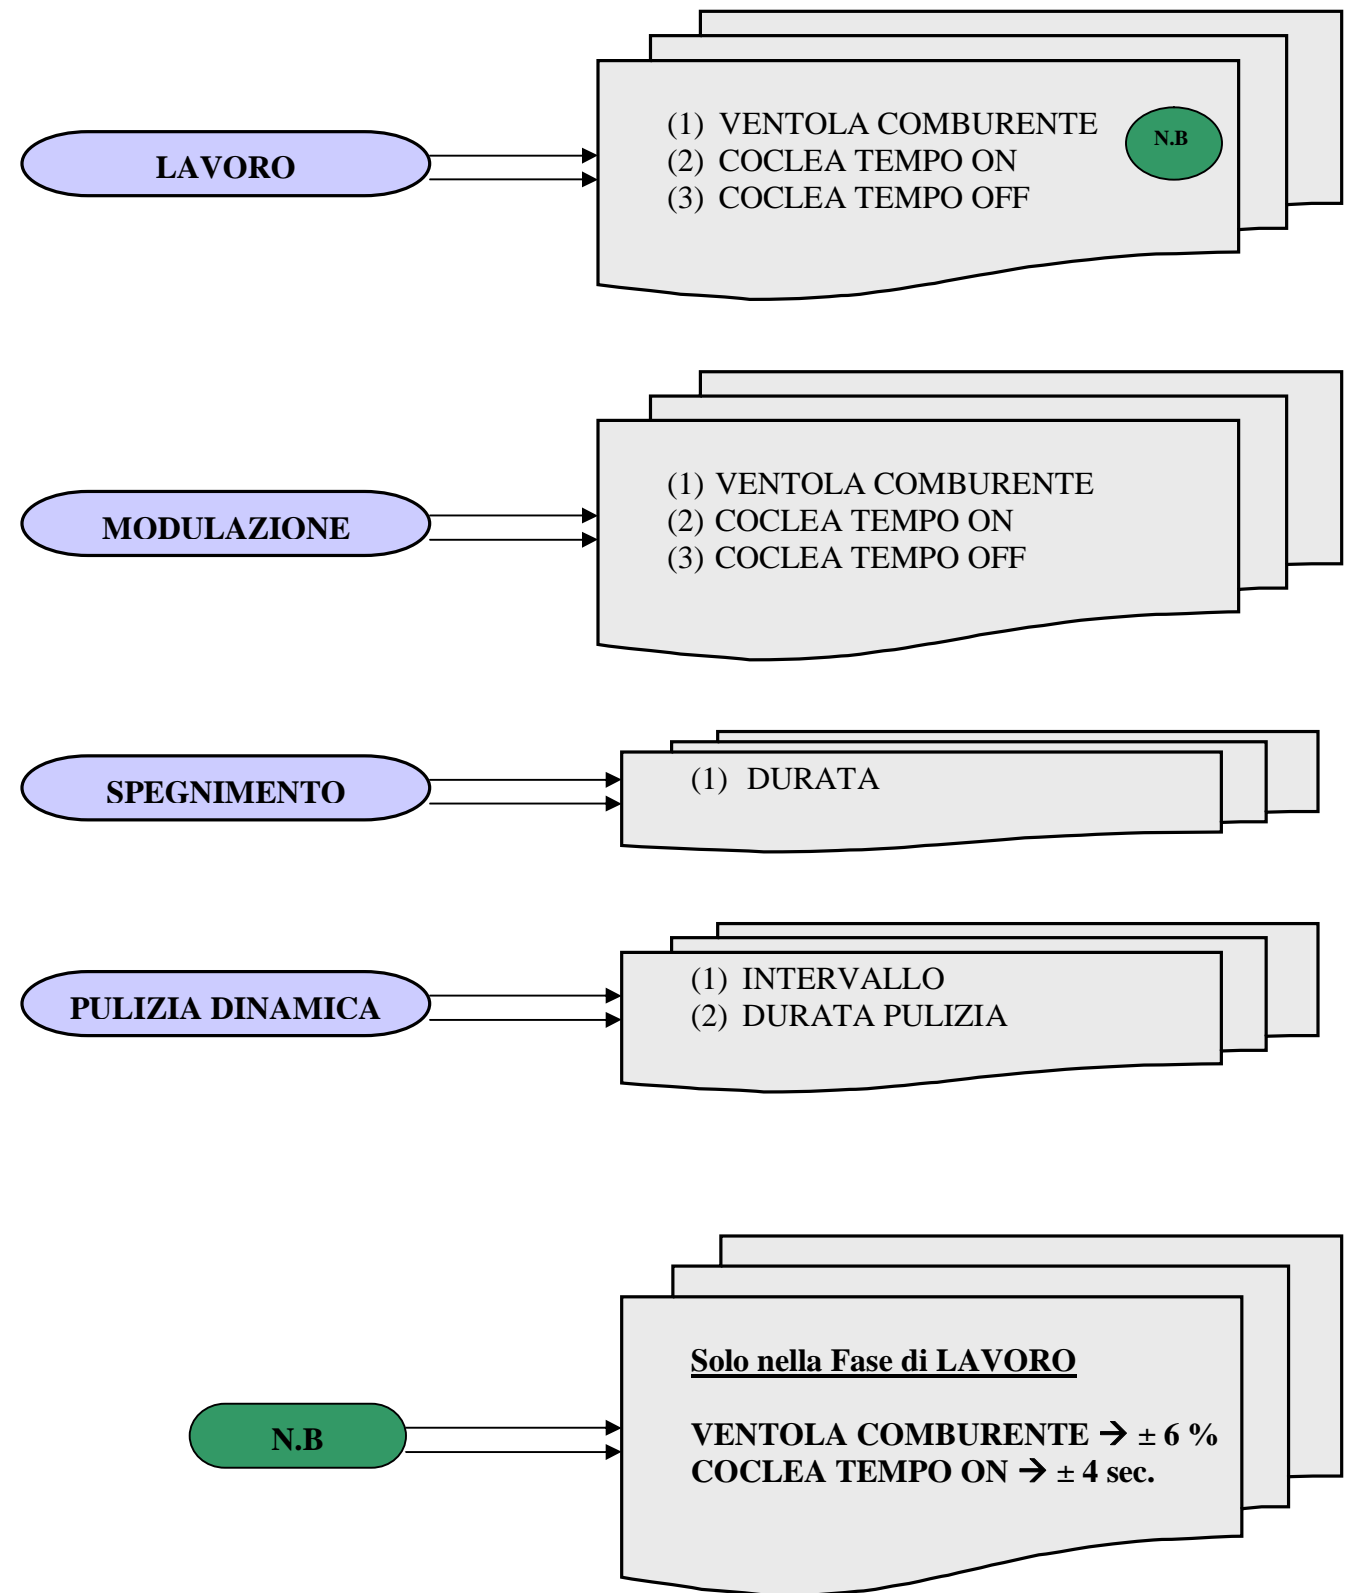 LAVORO
(1) VENTOLA COMBURENTE
(2) COCLEA TEMPO ON
(3) COCLEA TEMPO OFF
N.B
MODULAZIONE
(1) VENTOLA COMBURENTE
(2) COCLEA TEMPO ON
(3) COCLEA TEMPO OFF
SPEGNIMENTO
(1) DURATA
PULIZIA DINAMICA
(1) INTERVALLO
(2) DURATA PULIZIA
N.B
Solo nella Fase di LAVORO
VENTOLA COMBURENTE → ± 6 %
COCLEA TEMPO ON → ± 4 sec.